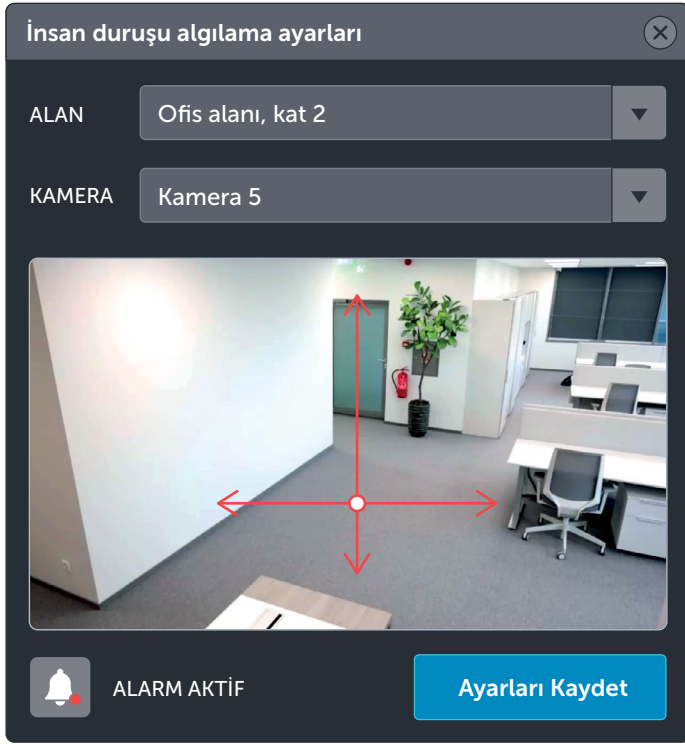 İnsan duruşu algılama ayarları
ALAN
Ofis alanı, kat 2
KAMERA
Kamera 5
ALARM AKTİF
Ayarları Kaydet